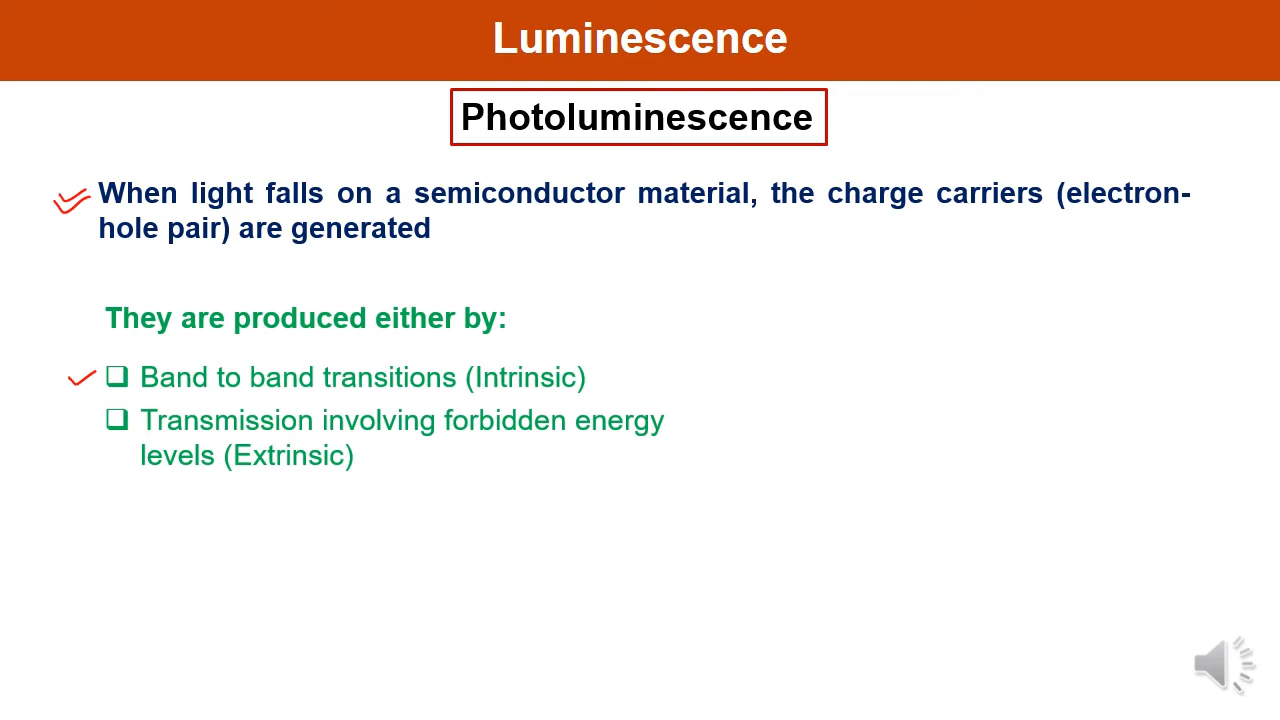 Luminescence
Photoluminescence
When light falls on a semiconductor material, the charge carriers (electron-
hole pair) are generated
They are produced either by:
Band to band transitions (Intrinsic)
Transmission involving forbidden energy
levels (Extrinsic)